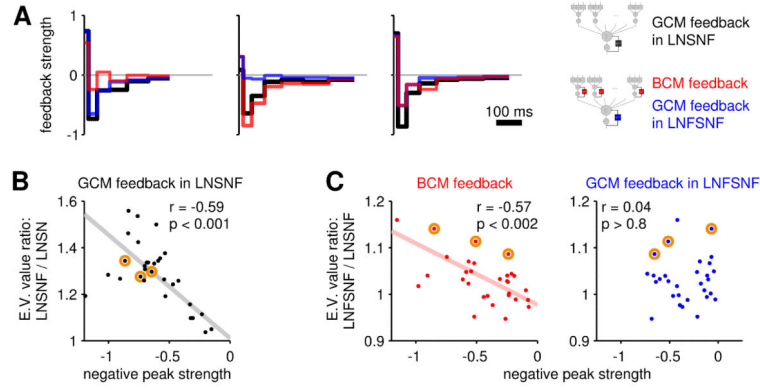 A
feedback strength
1
0
-1
100 ms
GCM feedback
in LNSNF
BCM feedback
GCM feedback
in LNFSNF
B
GCM feedback in LNSNF
E.V. value ratio:
LNSNF / LNSN
1.6
1.4
1.2
1
r = -0.59
p < 0.001
-1
-0.5
0
negative peak strength
C
BCM feedback
E.V. value ratio:
LNFSNF / LNSNF
1.2
1.1
1
0.9
r = -0.57
p < 0.002
-1
-0.5
0
negative peak strength
GCM feedback in LNFSNF
1.2
1.1
1
0.9
r = 0.04
p > 0.8
-1
-0.5
0